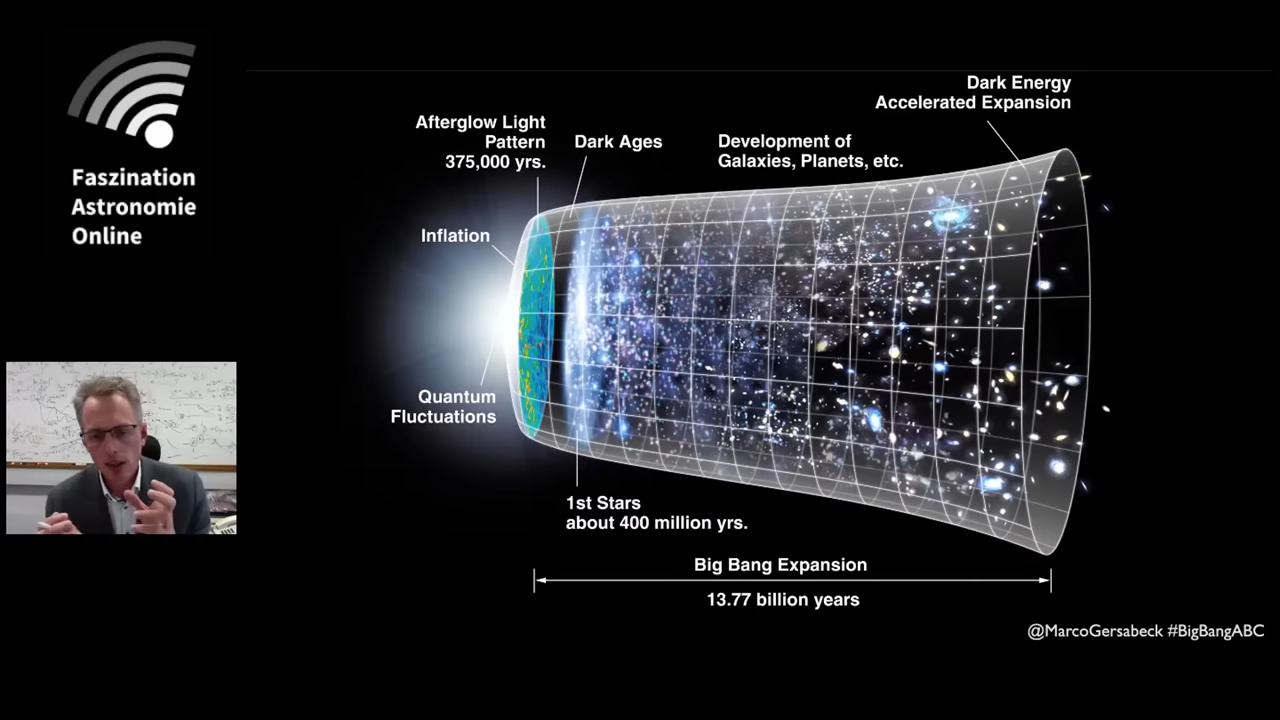 Faszination
Astronomie
Online
Afterglow Light
Pattern
375,000 yrs.
Dark Ages
Development of
Galaxies, Planets, etc.
Dark Energy
Accelerated Expansion
Inflation
Quantum
Fluctuations
1st Stars
about 400 million yrs.
Big Bang Expansion
13.77 billion years
@MarcoGersabeck #BigBangABC